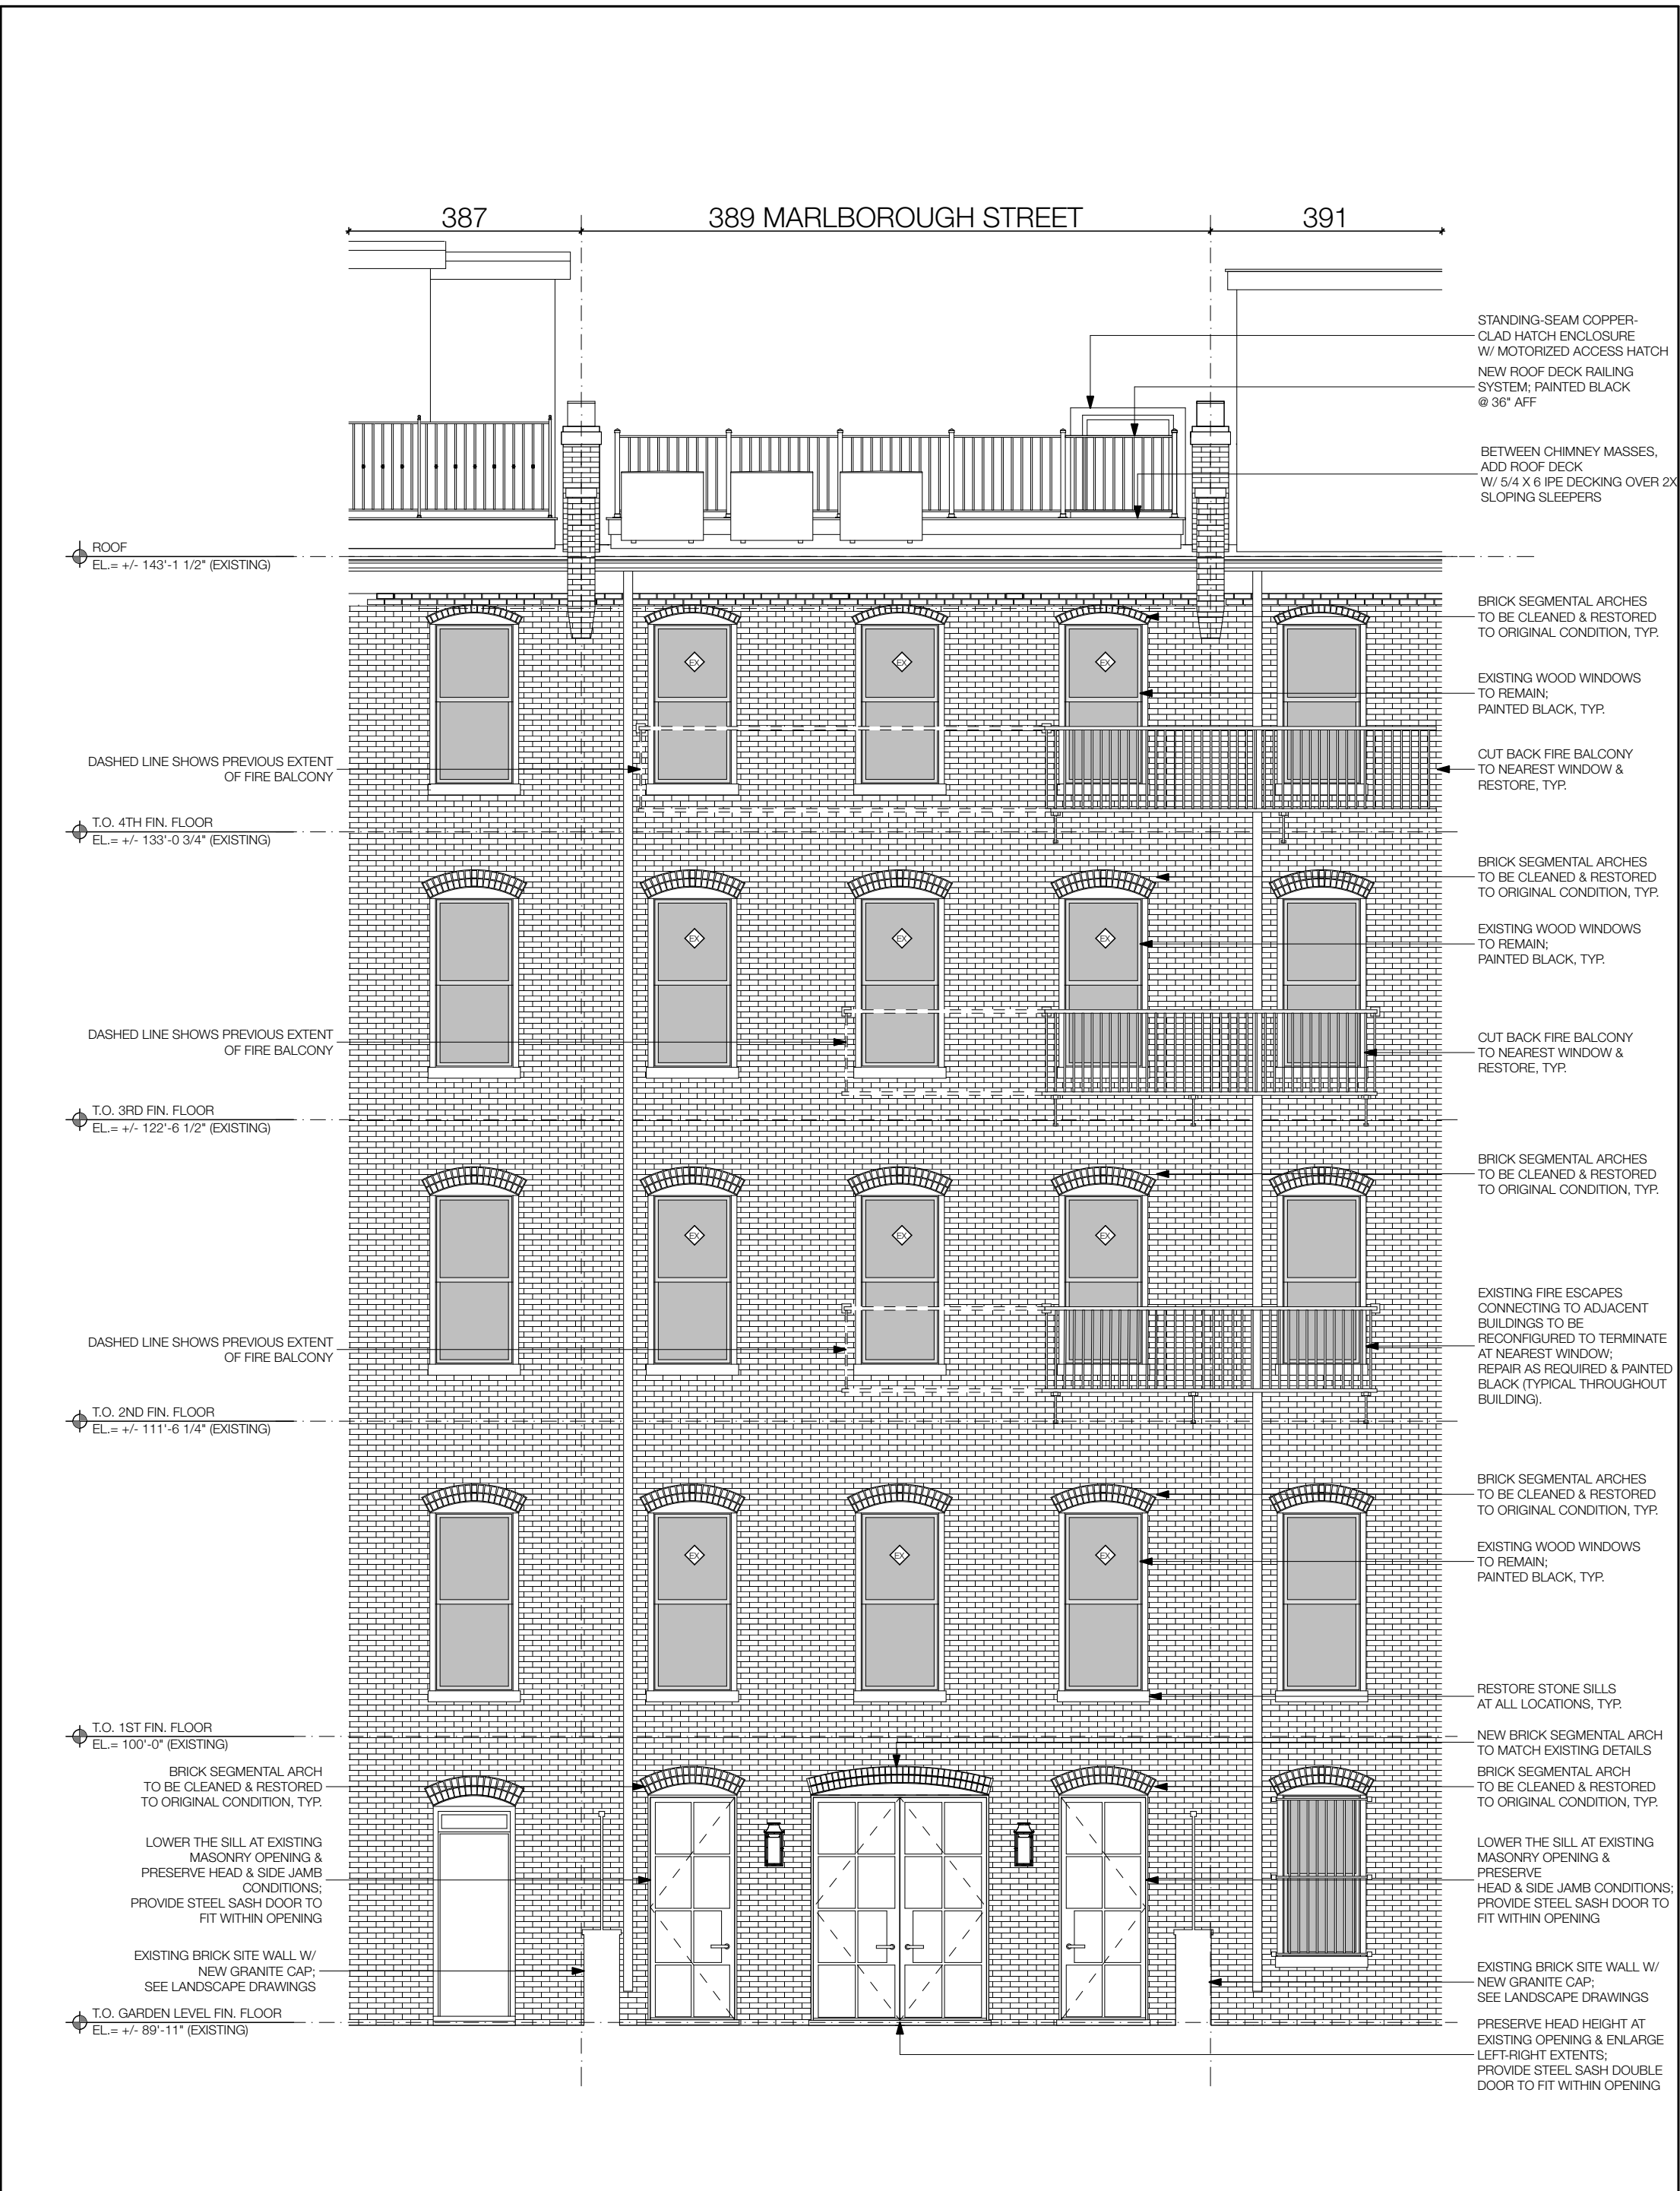 387
389 MARLBOROUGH STREET
391
STANDING-SEAM COPPER-
CLAD HATCH ENCLOSURE
W/ MOTORIZED ACCESS HATCH
NEW ROOF DECK RAILING
SYSTEM; PAINTED BLACK
@ 36" AFF
BETWEEN CHIMNEY MASSES,
ADD ROOF DECK
W/ 5/4 X 6 IPE DECKING OVER 2X
SLOPING SLEEPERS
ROOF
EL.= +/- 143'-1 1/2" (EXISTING)
BRICK SEGMENTAL ARCHES
TO BE CLEANED & RESTORED
TO ORIGINAL CONDITION, TYP.
EX
EX
EX
EXISTING WOOD WINDOWS
TO REMAIN;
PAINTED BLACK, TYP.
DASHED LINE SHOWS PREVIOUS EXTENT
OF FIRE BALCONY
CUT BACK FIRE BALCONY
TO NEAREST WINDOW &
RESTORE, TYP.
T.O. 4TH FIN. FLOOR
EL.= +/- 133'-0 3/4" (EXISTING)
BRICK SEGMENTAL ARCHES
TO BE CLEANED & RESTORED
TO ORIGINAL CONDITION, TYP.
EX
EX
EX
EXISTING WOOD WINDOWS
TO REMAIN;
PAINTED BLACK, TYP.
DASHED LINE SHOWS PREVIOUS EXTENT
OF FIRE BALCONY
CUT BACK FIRE BALCONY
TO NEAREST WINDOW &
RESTORE, TYP.
T.O. 3RD FIN. FLOOR
EL.= +/- 122'-6 1/2" (EXISTING)
BRICK SEGMENTAL ARCHES
TO BE CLEANED & RESTORED
TO ORIGINAL CONDITION, TYP.
EX
EX
EX
DASHED LINE SHOWS PREVIOUS EXTENT
OF FIRE BALCONY
EXISTING FIRE ESCAPES
CONNECTING TO ADJACENT
BUILDINGS TO BE
RECONFIGURED TO TERMINATE
AT NEAREST WINDOW;
REPAIR AS REQUIRED & PAINTED
BLACK (TYPICAL THROUGHOUT
BUILDING).
T.O. 2ND FIN. FLOOR
EL.= +/- 111'-6 1/4" (EXISTING)
BRICK SEGMENTAL ARCHES
TO BE CLEANED & RESTORED
TO ORIGINAL CONDITION, TYP.
EX
EX
EX
EXISTING WOOD WINDOWS
TO REMAIN;
PAINTED BLACK, TYP.
RESTORE STONE SILLS
AT ALL LOCATIONS, TYP.
T.O. 1ST FIN. FLOOR
EL.= 100'-0" (EXISTING)
NEW BRICK SEGMENTAL ARCH
TO MATCH EXISTING DETAILS
BRICK SEGMENTAL ARCH
TO BE CLEANED & RESTORED
TO ORIGINAL CONDITION, TYP.
BRICK SEGMENTAL ARCH
TO BE CLEANED & RESTORED
TO ORIGINAL CONDITION, TYP.
LOWER THE SILL AT EXISTING
MASONRY OPENING &
PRESERVE HEAD & SIDE JAMB
CONDITIONS;
PROVIDE STEEL SASH DOOR TO
FIT WITHIN OPENING
LOWER THE SILL AT EXISTING
MASONRY OPENING &
PRESERVE
HEAD & SIDE JAMB CONDITIONS;
PROVIDE STEEL SASH DOOR TO
FIT WITHIN OPENING
EXISTING BRICK SITE WALL W/
NEW GRANITE CAP;
SEE LANDSCAPE DRAWINGS
EXISTING BRICK SITE WALL W/
NEW GRANITE CAP;
SEE LANDSCAPE DRAWINGS
T.O. GARDEN LEVEL FIN. FLOOR
EL.= +/- 89'-11" (EXISTING)
PRESERVE HEAD HEIGHT AT
EXISTING OPENING & ENLARGE
LEFT-RIGHT EXTENTS;
PROVIDE STEEL SASH DOUBLE
DOOR TO FIT WITHIN OPENING